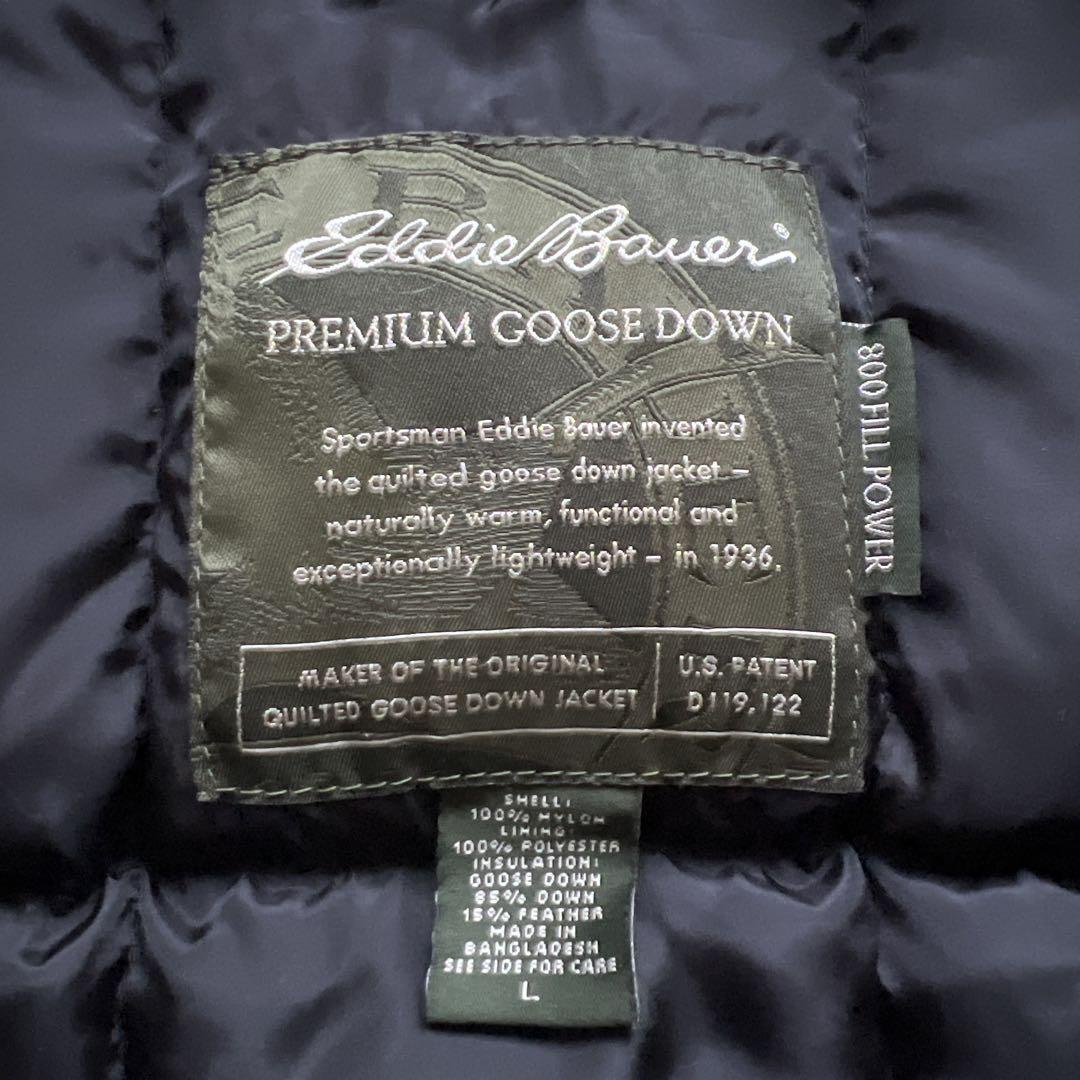 Eddie Bauer®
PREMIUM GOOSE DOWN
Sportsman Eddie Bauer invented
the quilted goose down jacket –
naturally warm, functional and
exceptionally lightweight – in 1936.
MAKER OF THE ORIGINAL
QUILTED GOOSE DOWN JACKET
U.S. PATENT
D119,122
800 FILL POWER
SHELL:
100% NYLON
LINING:
100% POLYESTER
INSULATION:
GOOSE DOWN
85% DOWN
15% FEATHER
MADE IN
BANGLADESH
SEE SIDE FOR CARE
L